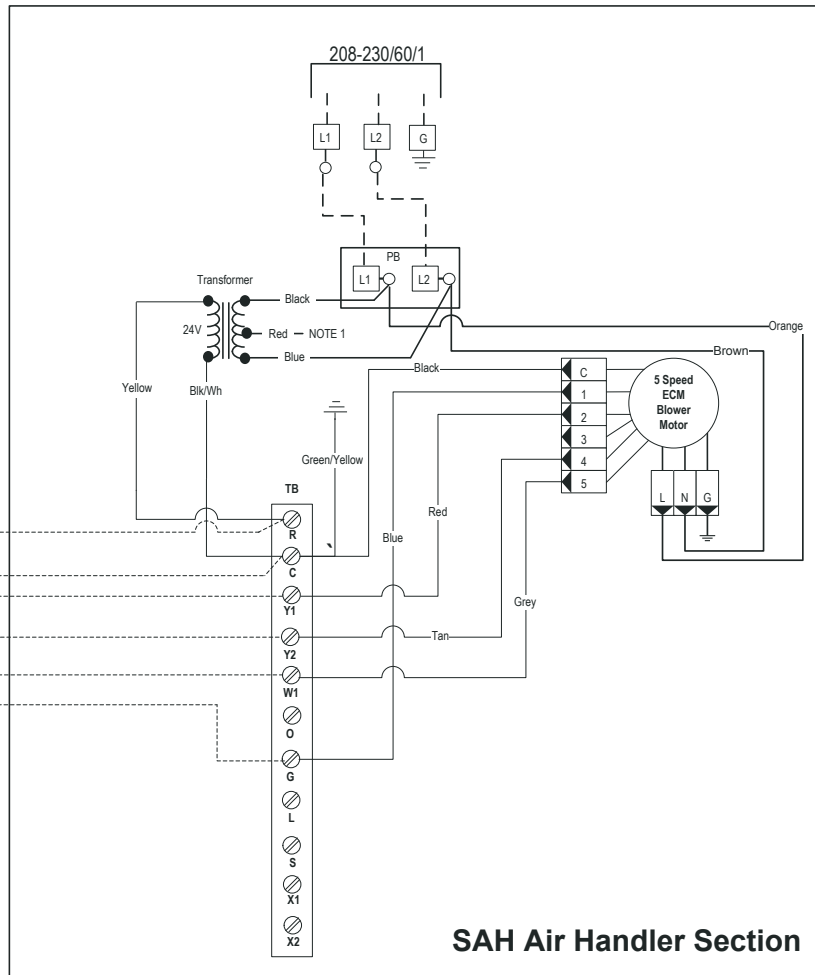 208-230/60/1
L1
L2
G
PB
L1
L2
Transformer
24V
Black
Red – NOTE 1
Blue
Orange
Brown
Yellow
Blk/Wh
Black
C
1
2
3
4
5
5 Speed
ECM
Blower
Motor
L
N
G
Green/Yellow
Blue
Red
Grey
Tan
TB
R
C
Y1
Y2
W1
O
G
L
S
X1
X2
SAH Air Handler Section